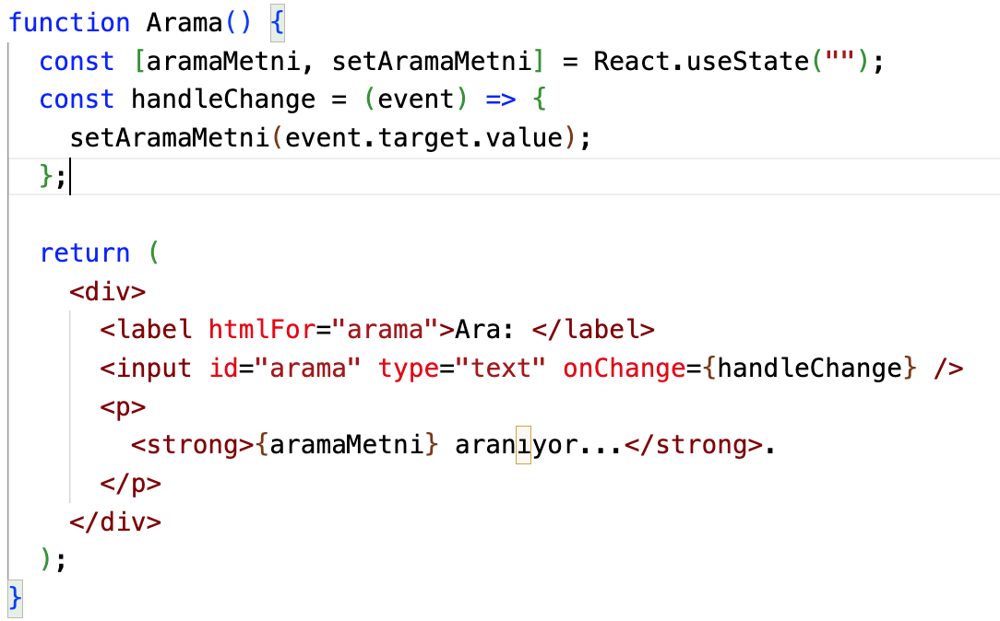 function Arama() {
  const [aramaMetni, setAramaMetni] = React.useState("");
  const handleChange = (event) => {
    setAramaMetni(event.target.value);
  };
  return (
    <div>
      <label htmlFor="arama">Ara: </label>
      <input id="arama" type="text" onChange={handleChange} />
      <p>
        <strong>{aramaMetni} aranıyor...</strong>.
      </p>
    </div>
  );
}